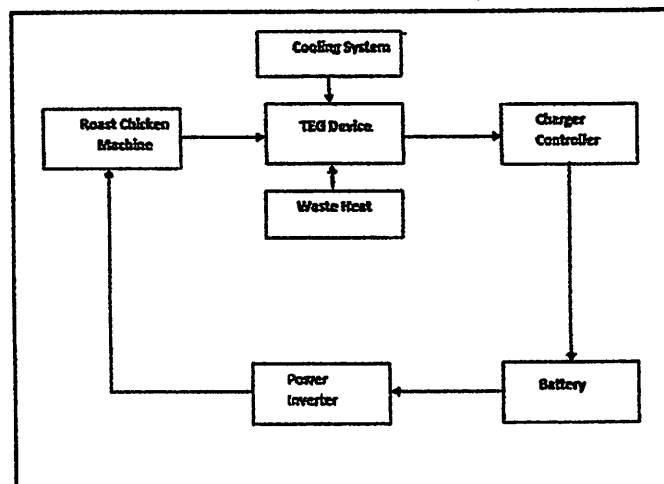 Cooling System
Roast Chicken
Machine
TEG Device
Charger
Controller
Waste Heat
Power
Inverter
Battery